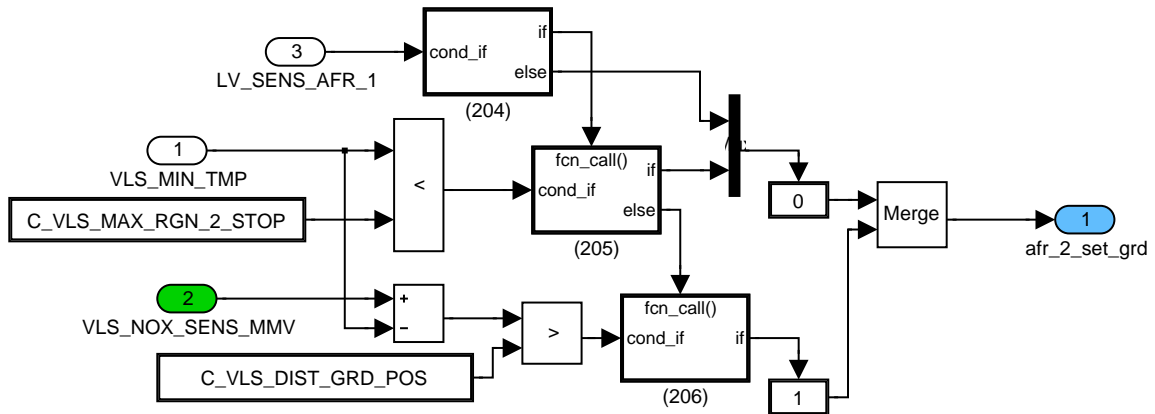 3
LV_SENS_AFR_1
cond_if
if
else
(204)
1
VLS_MIN_TMP
C_VLS_MAX_RGN_2_STOP
<
fcn_call()
cond_if
if
else
(205)
0
Merge
1
afr_2_set_grd
2
VLS_NOX_SENS_MMV
+
−
C_VLS_DIST_GRD_POS
>
fcn_call()
cond_if
if
(206)
1